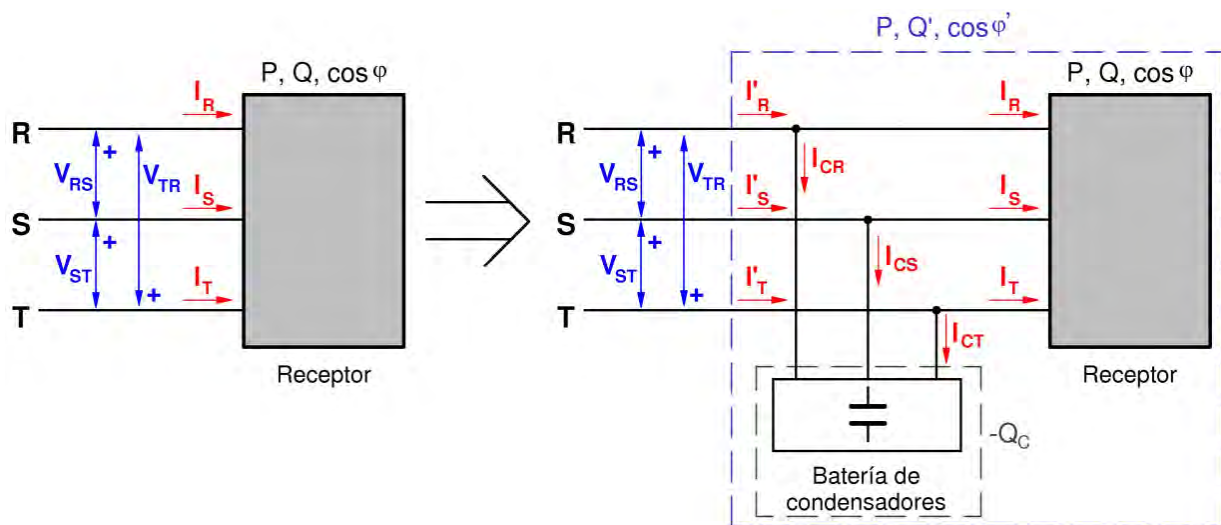 P, Q, cos φ
I_R
R
V_RS
+
V_TR
I_S
S
+
V_ST
I_T
+
T
Receptor
P, Q', cosφ'
P, Q, cos φ
I'_R
I_R
R
+
I_CR
V_RS
V_TR
I'_S
I_S
S
+
I_CS
V_ST
I'_T
I_T
+
T
I_CT
Receptor
-Q_C
Batería de
condensadores